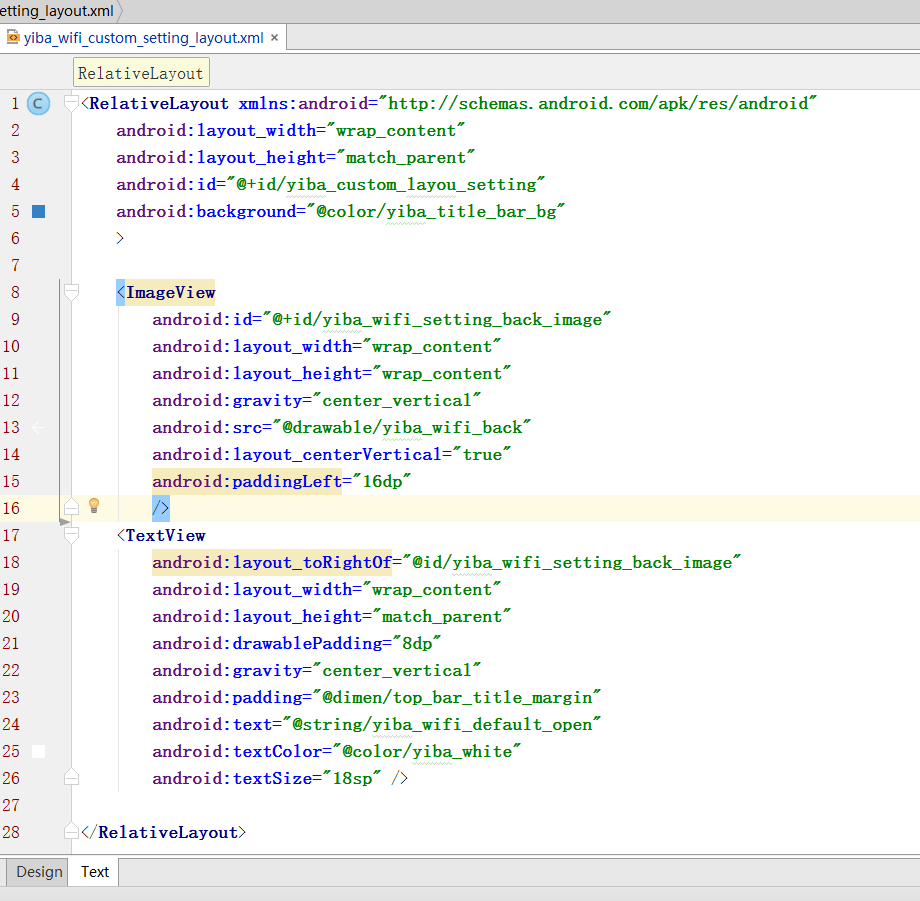 etting_layout.xml
yiba_wifi_custom_setting_layout.xml ×
RelativeLayout
1 C <RelativeLayout xmlns:android="http://schemas.android.com/apk/res/android"
2 android:layout_width="wrap_content"
3 android:layout_height="match_parent"
4 android:id="@+id/yiba_custom_layou_setting"
5 android:background="@color/yiba_title_bar_bg"
6 >
7
8 <ImageView
9 android:id="@+id/yiba_wifi_setting_back_image"
10 android:layout_width="wrap_content"
11 android:layout_height="wrap_content"
12 android:gravity="center_vertical"
13 android:src="@drawable/yiba_wifi_back"
14 android:layout_centerVertical="true"
15 android:paddingLeft="16dp"
16 />
17 <TextView
18 android:layout_toRightOf="@id/yiba_wifi_setting_back_image"
19 android:layout_width="wrap_content"
20 android:layout_height="match_parent"
21 android:drawablePadding="8dp"
22 android:gravity="center_vertical"
23 android:padding="@dimen/top_bar_title_margin"
24 android:text="@string/yiba_wifi_default_open"
25 android:textColor="@color/yiba_white"
26 android:textSize="18sp" />
27
28 </RelativeLayout>
Design Text